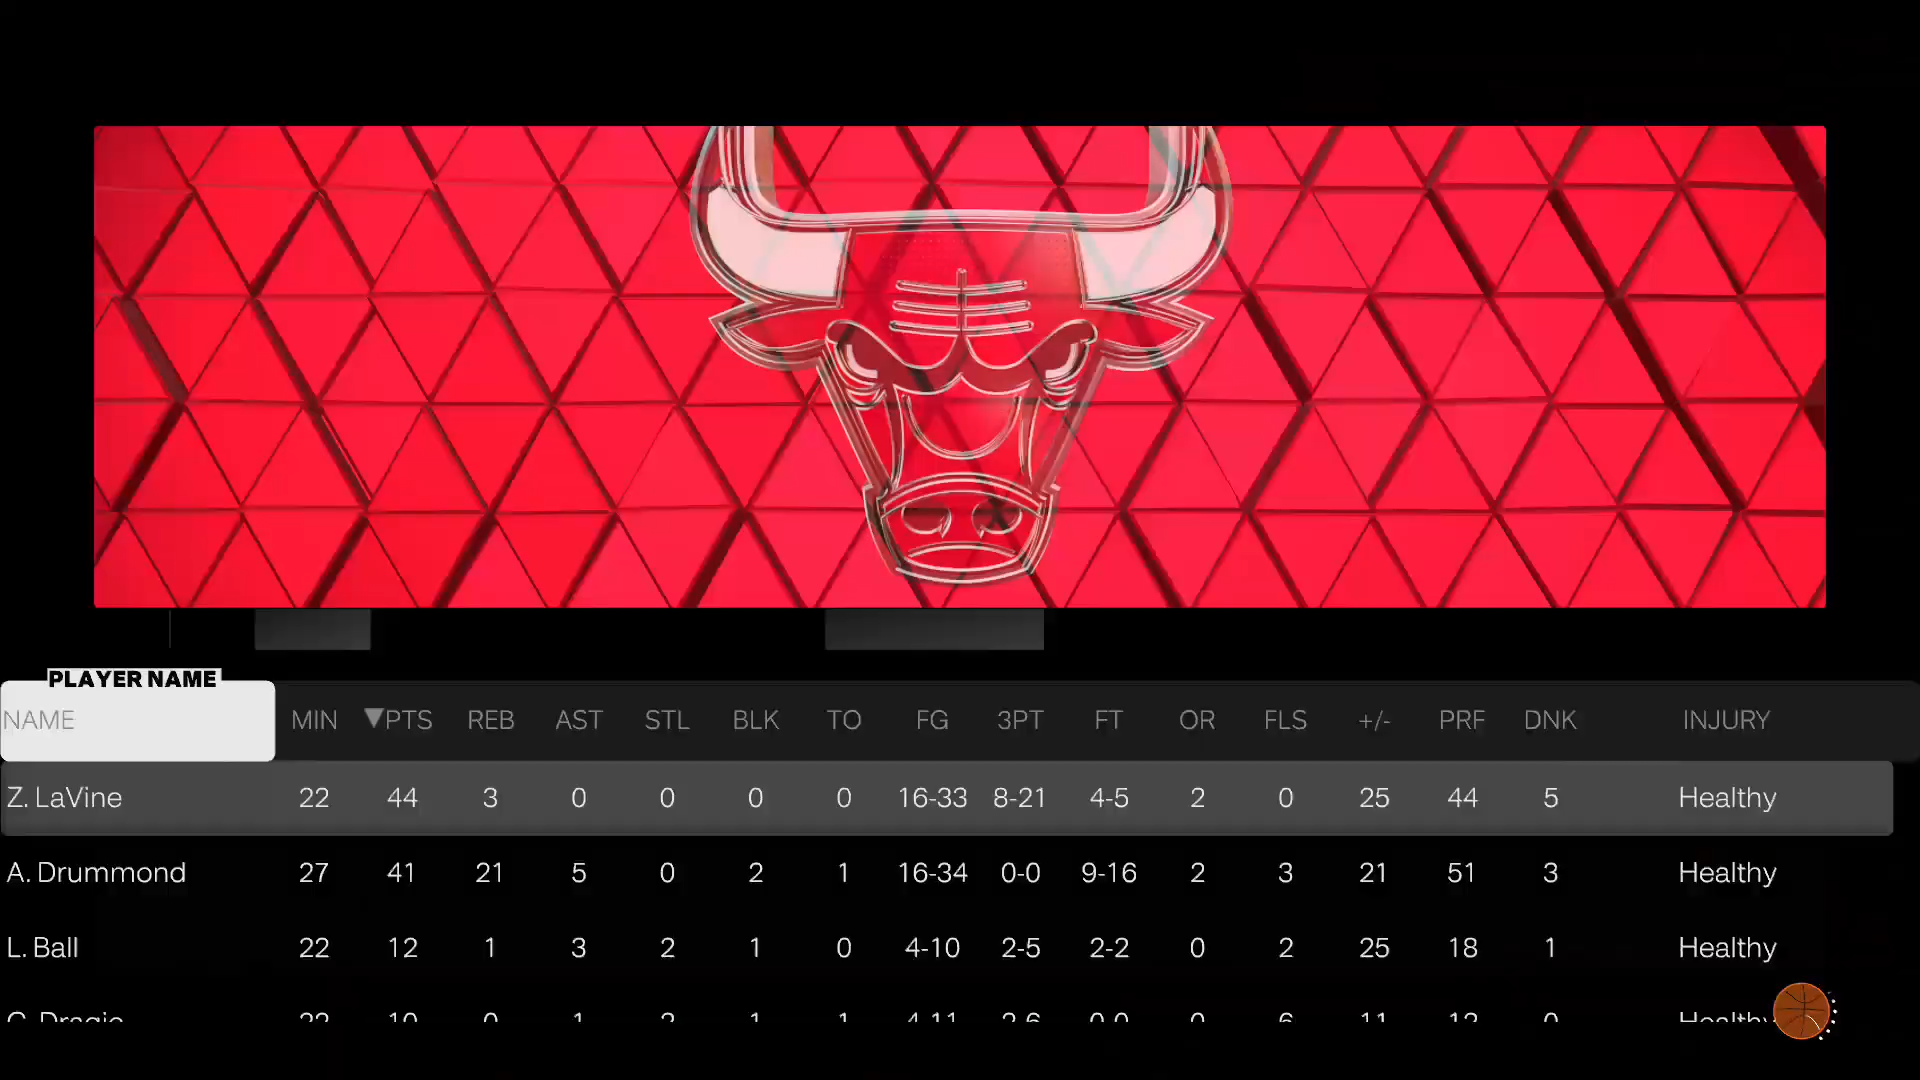 PLAYER NAME
NAME MIN ▼PTS REB AST STL BLK TO FG 3PT FT OR FLS +/- PRF DNK INJURY
Z. LaVine 22 44 3 0 0 0 0 16-33 8-21 4-5 2 0 25 44 5 Healthy
A. Drummond 27 41 21 5 0 2 1 16-34 0-0 9-16 2 3 21 51 3 Healthy
L. Ball 22 12 1 3 2 1 0 4-10 2-5 2-2 0 2 25 18 1 Healthy